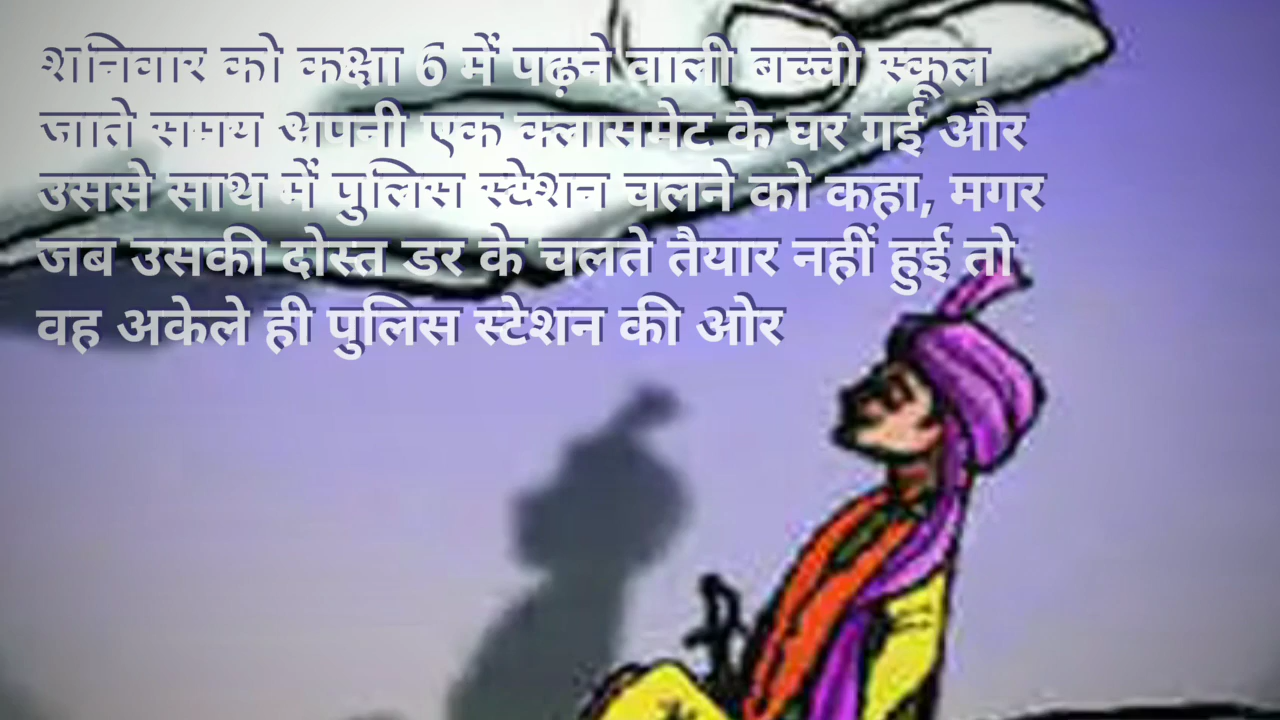 शनिवार को कक्षा 6 में पढ़ने वाली बच्ची स्कूल
जाते समय अपनी एक क्लासमेट के घर गई और
उससे साथ में पुलिस स्टेशन चलने को कहा, मगर
जब उसकी दोस्त डर के चलते तैयार नहीं हुई तो
वह अकेले ही पुलिस स्टेशन की ओर